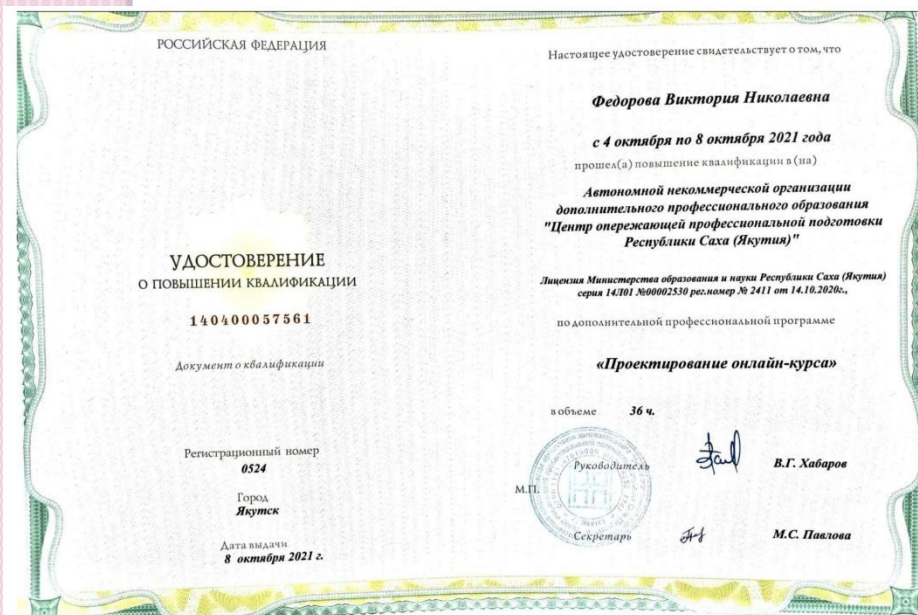 РОССИЙСКАЯ ФЕДЕРАЦИЯ
УДОСТОВЕРЕНИЕ
О ПОВЫШЕНИИ КВАЛИФИКАЦИИ
140400057561
Документ о квалификации
Регистрационный номер
0524
Город
Якутск
Дата выдачи
8 октября 2021 г.
Настоящее удостоверение свидетельствует о том, что
Федорова Виктория Николаевна
с 4 октября по 8 октября 2021 года
прошел(а) повышение квалификации в (на)
Автономной некоммерческой организации
дополнительного профессионального образования
"Центр опережающей профессиональной подготовки
Республики Саха (Якутия)"
Лицензия Министерства образования и науки Республики Саха (Якутия)
серия 14Л01 №00002530 рег.номер № 2411 от 14.10.2020г.,
по дополнительной профессиональной программе
«Проектирование онлайн-курса»
в объеме 36 ч.
Руководитель В.Г. Хабаров
М.П.
Секретарь М.С. Павлова